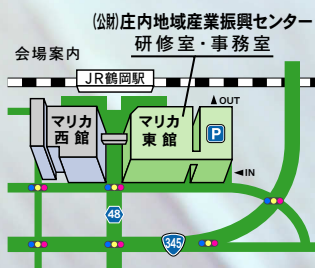 (公財)庄内地域産業振興センター
研修室・事務室
会場案内
JR鶴岡駅
OUT
マリカ
西館
マリカ
東館
P
IN
48
345